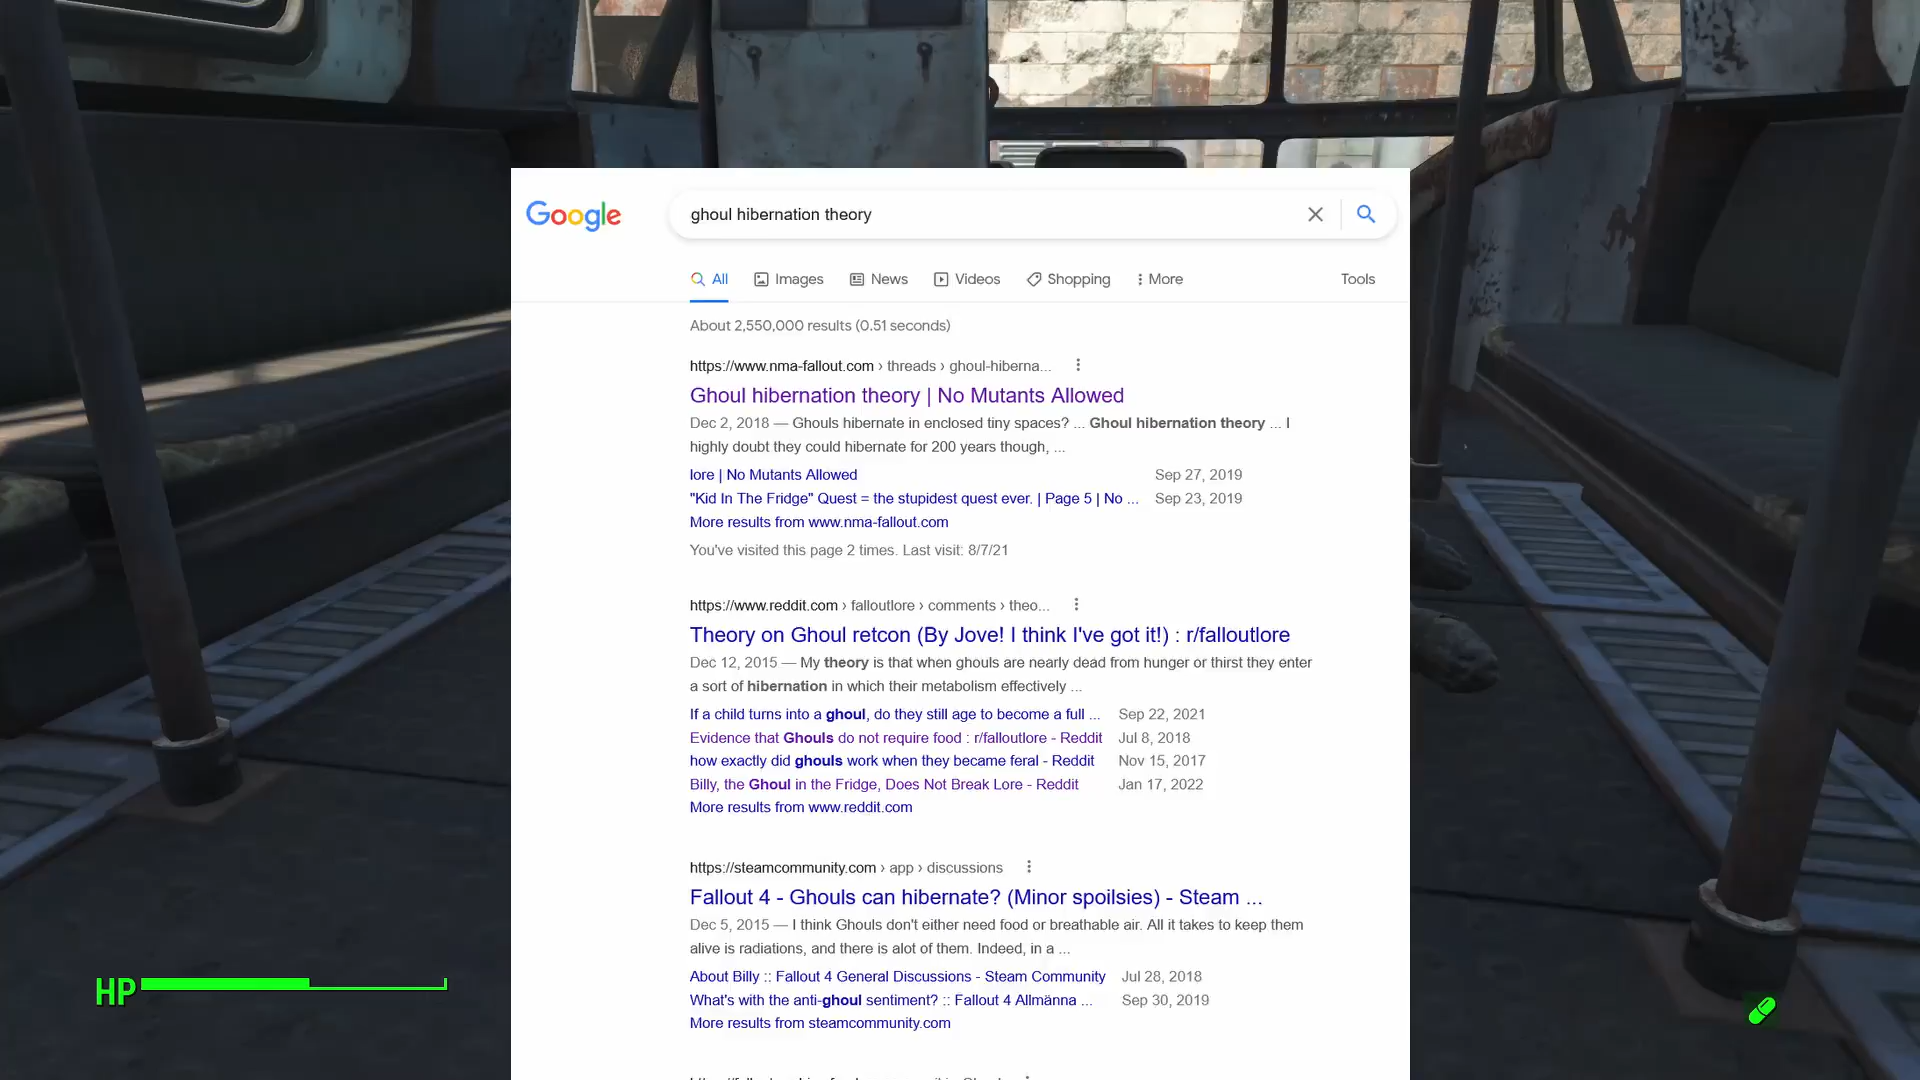 Google
ghoul hibernation theory
All Images News Videos Shopping More Tools
About 2,550,000 results (0.51 seconds)
https://www.nma-fallout.com › threads › ghoul-hiberna...
Ghoul hibernation theory | No Mutants Allowed
Dec 2, 2018 — Ghouls hibernate in enclosed tiny spaces? ... Ghoul hibernation theory ... I
highly doubt they could hibernate for 200 years though, ...
lore | No Mutants Allowed Sep 27, 2019
"Kid In The Fridge" Quest = the stupidest quest ever. | Page 5 | No ... Sep 23, 2019
More results from www.nma-fallout.com
You've visited this page 2 times. Last visit: 8/7/21
https://www.reddit.com › falloutlore › comments › theo...
Theory on Ghoul retcon (By Jove! I think I've got it!) : r/falloutlore
Dec 12, 2015 — My theory is that when ghouls are nearly dead from hunger or thirst they enter
a sort of hibernation in which their metabolism effectively ...
If a child turns into a ghoul, do they still age to become a full ... Sep 22, 2021
Evidence that Ghouls do not require food : r/falloutlore - Reddit Jul 8, 2018
how exactly did ghouls work when they became feral - Reddit Nov 15, 2017
Billy, the Ghoul in the Fridge, Does Not Break Lore - Reddit Jan 17, 2022
More results from www.reddit.com
https://steamcommunity.com › app › discussions
Fallout 4 - Ghouls can hibernate? (Minor spoilsies) - Steam ...
Dec 5, 2015 — I think Ghouls don't either need food or breathable air. All it takes to keep them
alive is radiations, and there is alot of them. Indeed, in a ...
About Billy :: Fallout 4 General Discussions - Steam Community Jul 28, 2018
What's with the anti-ghoul sentiment? :: Fallout 4 Allmänna ... Sep 30, 2019
More results from steamcommunity.com
HP